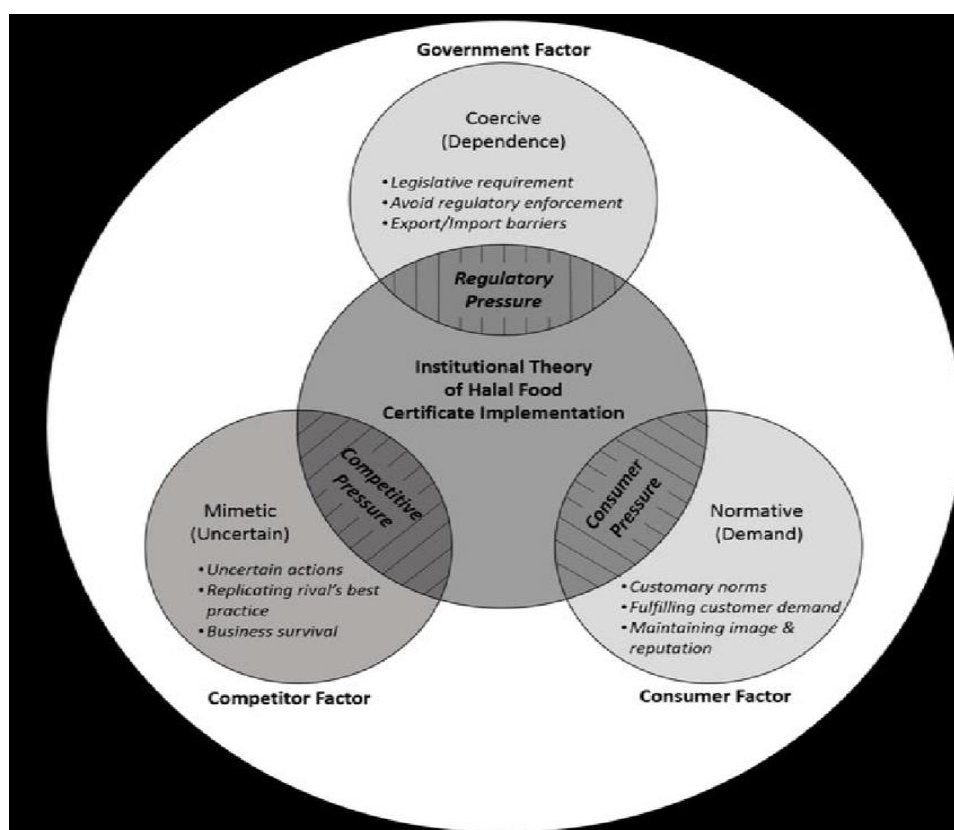 Government Factor
Coercive
(Dependence)
•Legislative requirement
•Avoid regulatory enforcement
•Export/Import barriers
Regulatory
Pressure
Institutional Theory
of Halal Food
Certificate Implementation
Competitive
Pressure
Consumer
Pressure
Mimetic
(Uncertain)
•Uncertain actions
•Replicating rival's best
practice
•Business survival
Competitor Factor
Normative
(Demand)
•Customary norms
•Fulfilling customer demand
•Maintaining image &
reputation
Consumer Factor